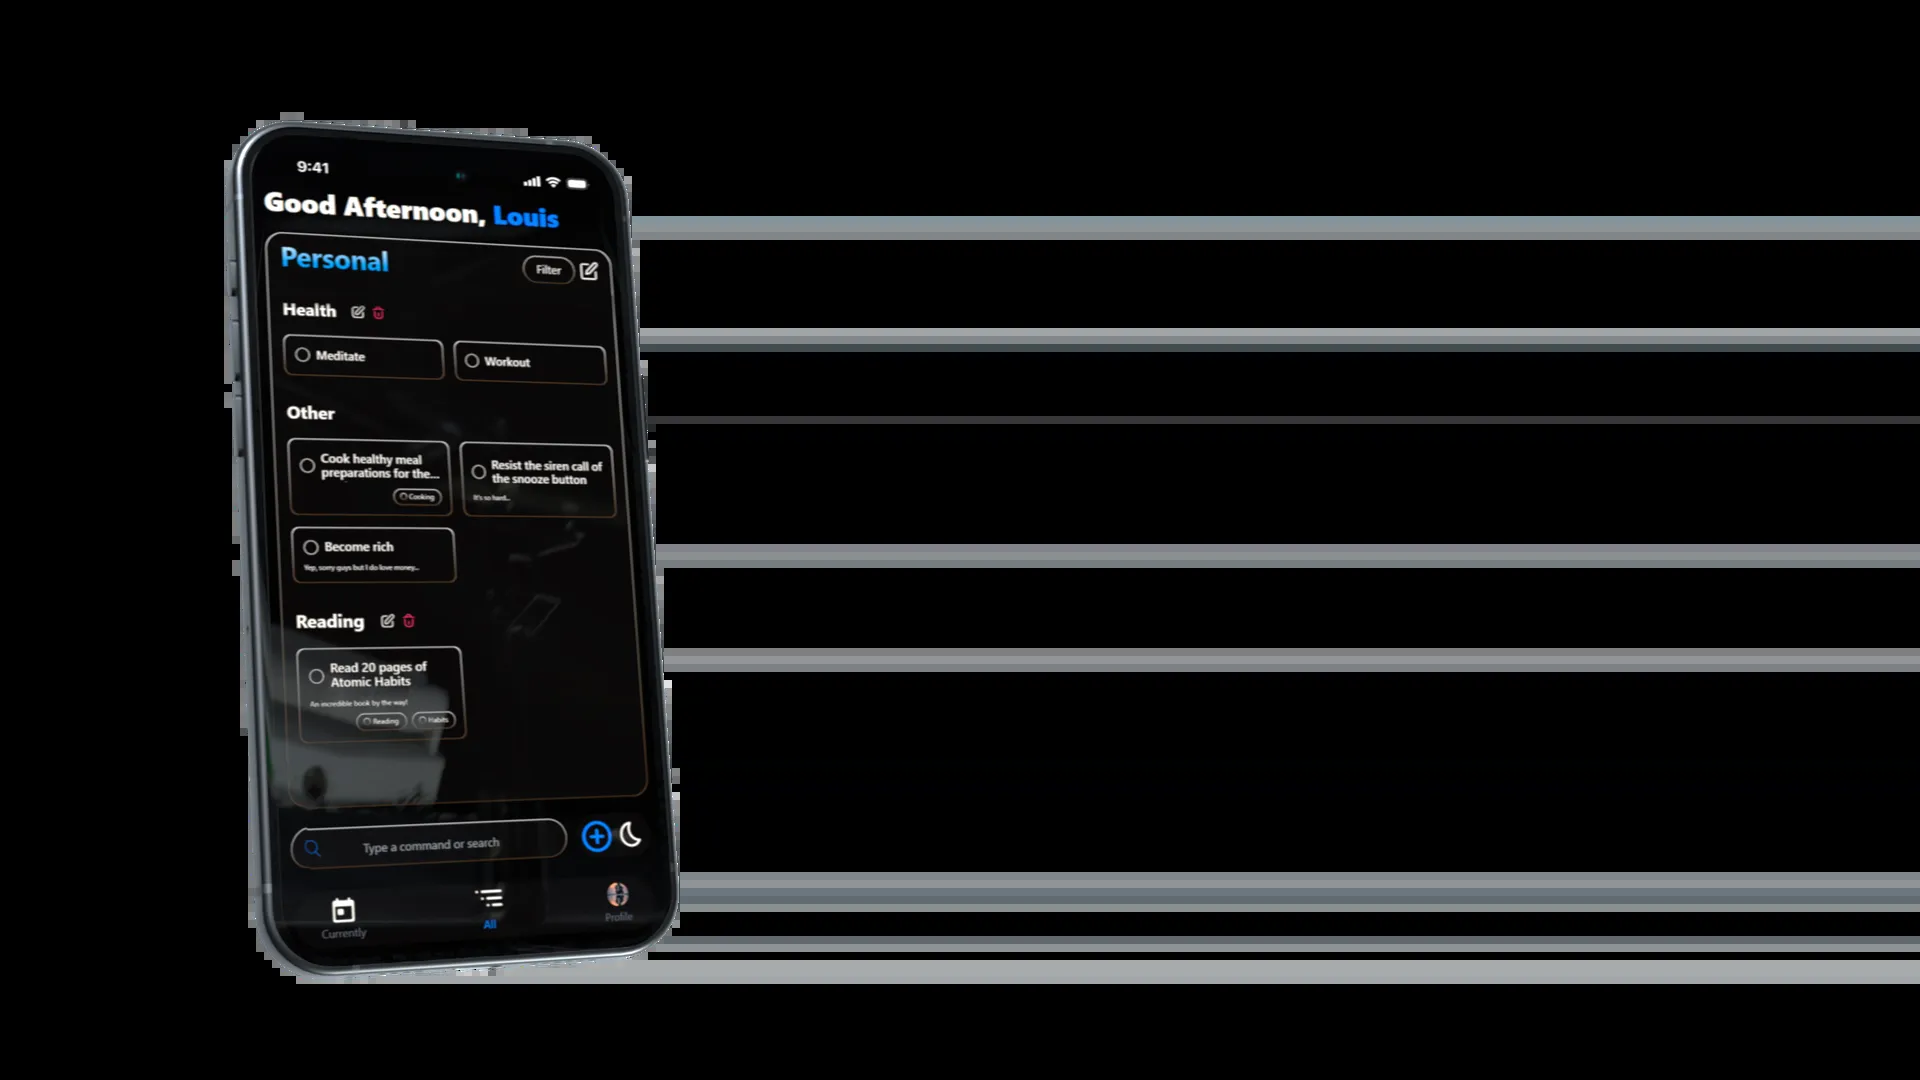 9:41
Good Afternoon, Louis
Personal
Filter
Health
Meditate
Workout
Other
Cook healthy meal
preparations for the...
Cooking
Resist the siren call of
the snooze button
It's so hard...
Become rich
Yep, sorry guys but I do love money...
Reading
Read 20 pages of
Atomic Habits
An incredible book by the way!
Reading
Habits
Type a command or search
Currently
All
Profile